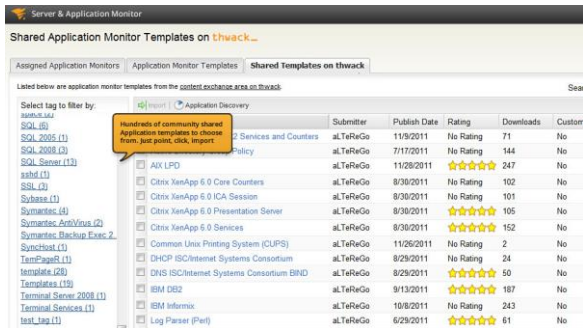 Server & Application Monitor
Shared Application Monitor Templates on thwack_
Assigned Application Monitors Application Monitor Templates Shared Templates on thwack
Listed below are application monitor templates from the content exchange area on thwack. Sea
Select tag to filter by: Import Application Discovery
Submitter Publish Date Rating Downloads Custom
SQL (6)
SQL 2005 (1)
SQL 2008 (3)
SQL Server (13)
sshd (1)
SSL (3)
Sybase (1)
Symantec (4)
Symantec AntiVirus (2)
Symantec Backup Exec 2
SyncHost (1)
TemPageR (1)
template (28)
Templates (19)
Terminal Server 2008 (1)
Terminal Services (1)
test_tag (1)
Hundreds of community shared
Application templates to choose
from. Just point, click, import
2 Services and Counters aLTeReGo 11/9/2011 No Rating 71 No
Policy aLTeReGo 7/17/2011 No Rating 144 No
AIX LPD aLTeReGo 11/28/2011 247 No
Citrix XenApp 6.0 Core Counters aLTeReGo 8/30/2011 No Rating 102 No
Citrix XenApp 6.0 ICA Session aLTeReGo 8/30/2011 No Rating 101 No
Citrix XenApp 6.0 Presentation Server aLTeReGo 8/30/2011 105 No
Citrix XenApp 6.0 Services aLTeReGo 8/30/2011 152 No
Common Unix Printing System (CUPS) aLTeReGo 11/26/2011 No Rating 2 No
DHCP ISC/Internet Systems Consortium aLTeReGo 8/29/2011 No Rating 24 No
DNS ISC/Internet Systems Consortium BIND aLTeReGo 8/29/2011 50 No
IBM DB2 aLTeReGo 9/13/2011 187 No
IBM Informix aLTeReGo 10/8/2011 No Rating 243 No
Log Parser (Perl) aLTeReGo 6/29/2011 61 No